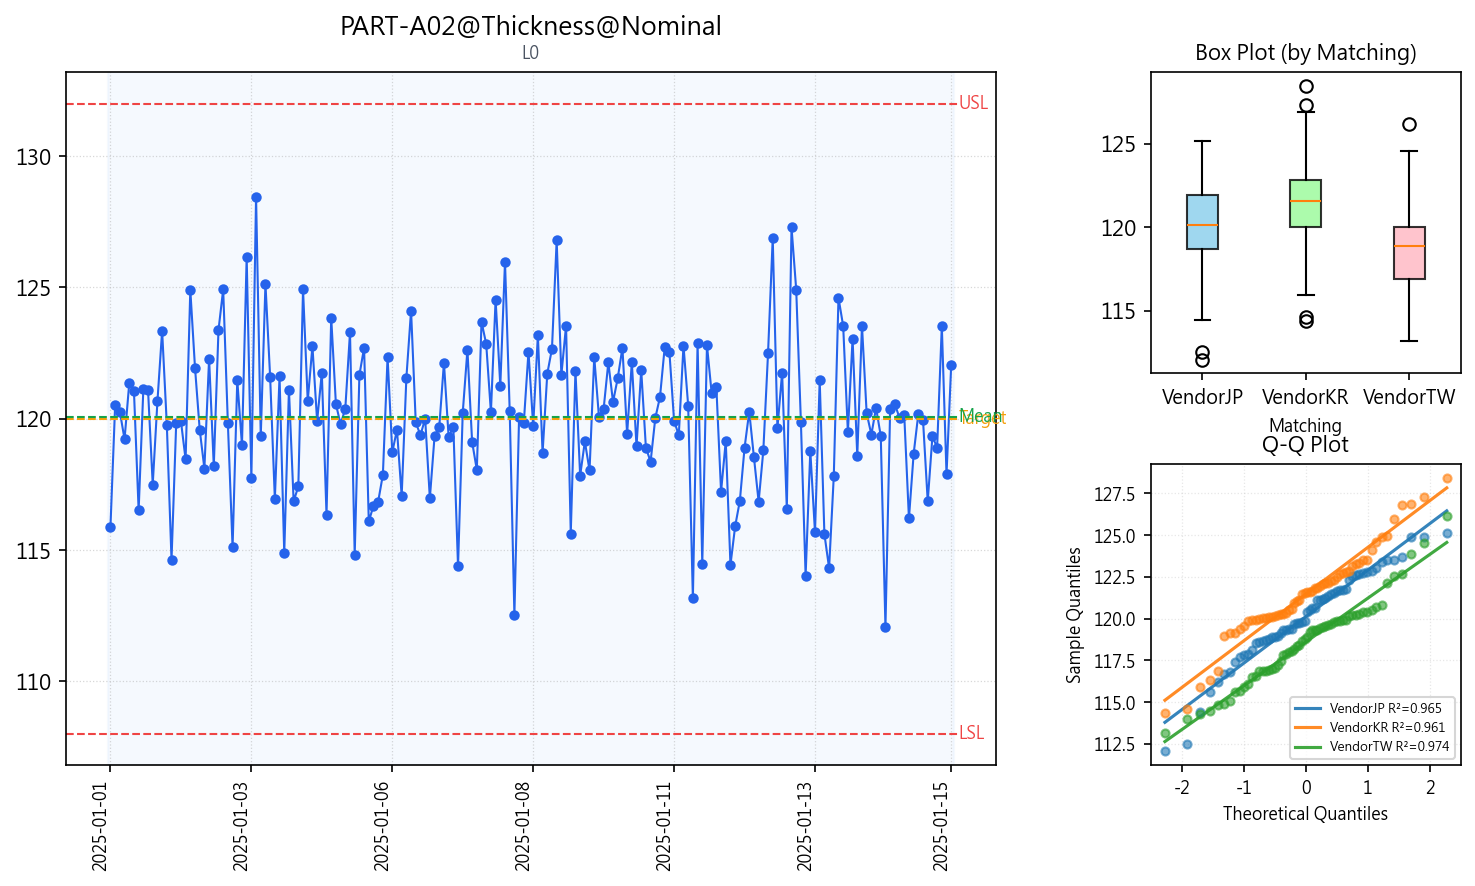 PART-A02@Thickness@Nominal
L0
USL
Mean
Target
LSL
130
125
120
115
110
2025-01-01
2025-01-03
2025-01-06
2025-01-08
2025-01-11
2025-01-13
2025-01-15
Box Plot (by Matching)
125
120
115
VendorJP
VendorKR
VendorTW
Matching
Q-Q Plot
Sample Quantiles
127.5
125.0
122.5
120.0
117.5
115.0
112.5
VendorJP R²=0.965
VendorKR R²=0.961
VendorTW R²=0.974
-2
-1
0
1
2
Theoretical Quantiles